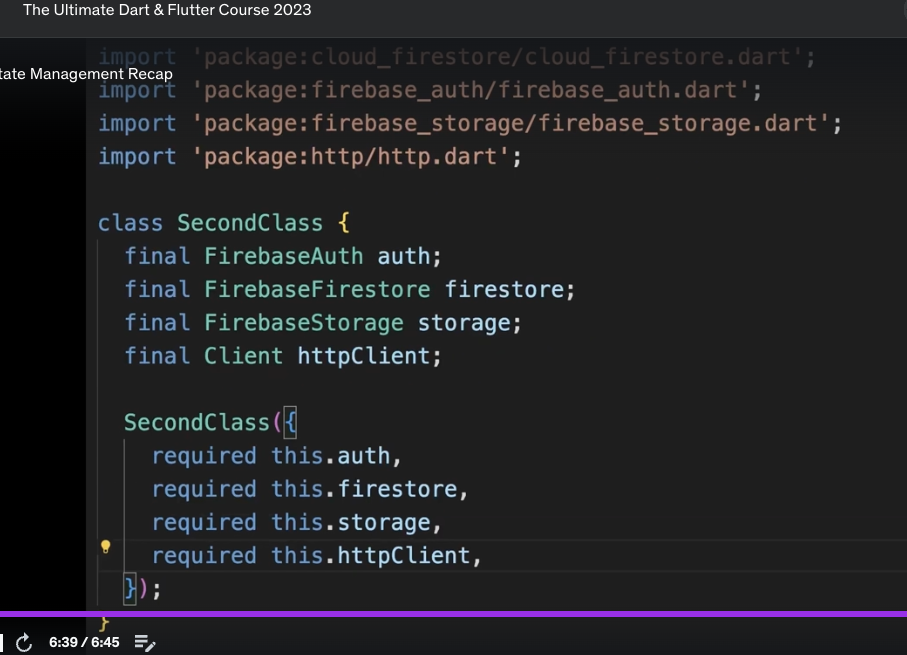 The Ultimate Dart & Flutter Course 2023
import 'package:cloud_firestore/cloud_firestore.dart';
tate Management Recap
import 'package:firebase_auth/firebase_auth.dart';
import 'package:firebase_storage/firebase_storage.dart';
import 'package:http/http.dart';
class SecondClass {
final FirebaseAuth auth;
final FirebaseFirestore firestore;
final FirebaseStorage storage;
final Client httpClient;
SecondClass({
required this.auth,
required this.firestore,
required this.storage,
required this.httpClient,
});
}
6:39 / 6:45